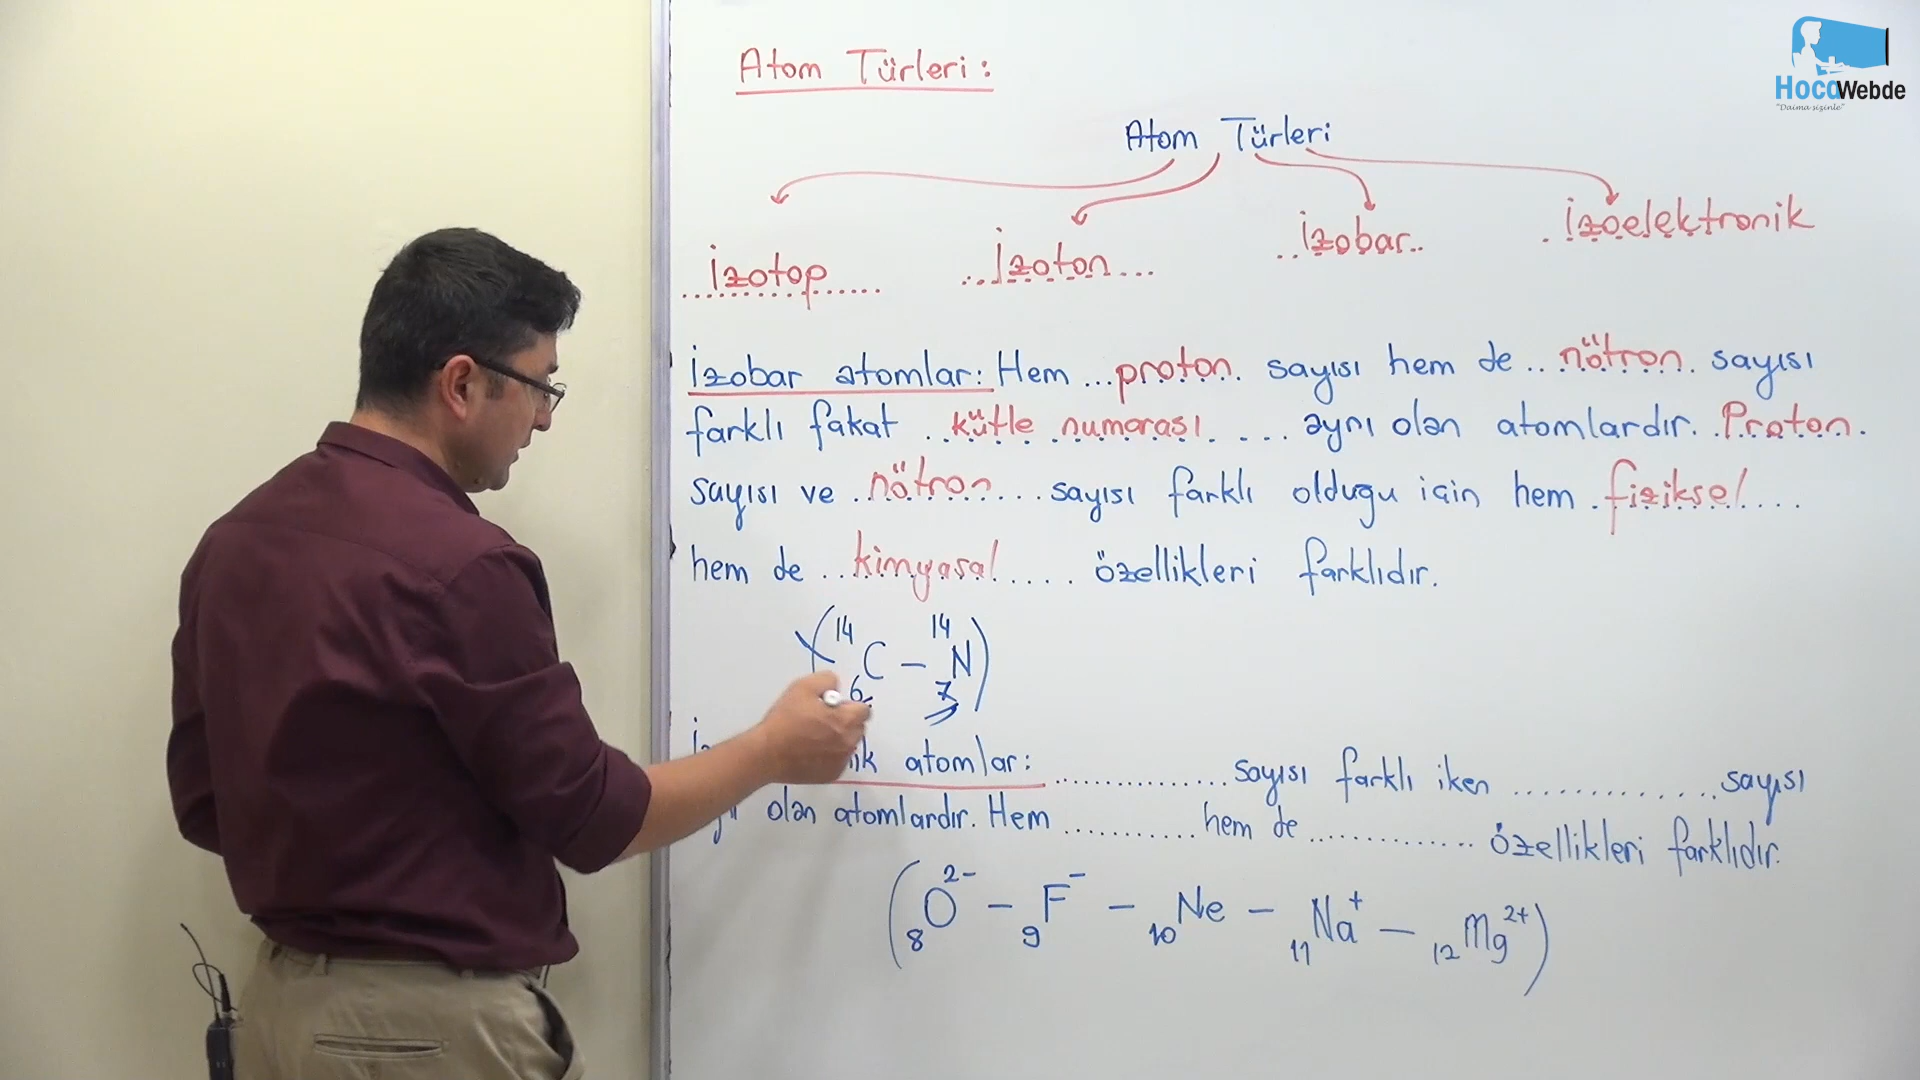 Atom Türleri:
HocaWebde
"Daima sizinle"
Atom Türleri
İzotop
İzoton
İzobar
İzoelektronik
İzobar atomlar: Hem ...proton. sayısı hem de ..nötron. sayısı
farklı fakat ..kütle numarası. ... aynı olan atomlardır. .Proton.
sayısı ve .nötron.... sayısı farklı olduğu için hem .fiziksel....
hem de ..kimyasal..... özellikleri farklıdır.
14 14
C - N
6 7
atomlar: .............. sayısı farklı iken .............. sayısı
olan atomlardır. Hem ........... hem de ............. özellikleri farklıdır.
(₈O²⁻ - ₉F⁻ - ₁₀Ne - ₁₁Na⁺ - ₁₂Mg²⁺)